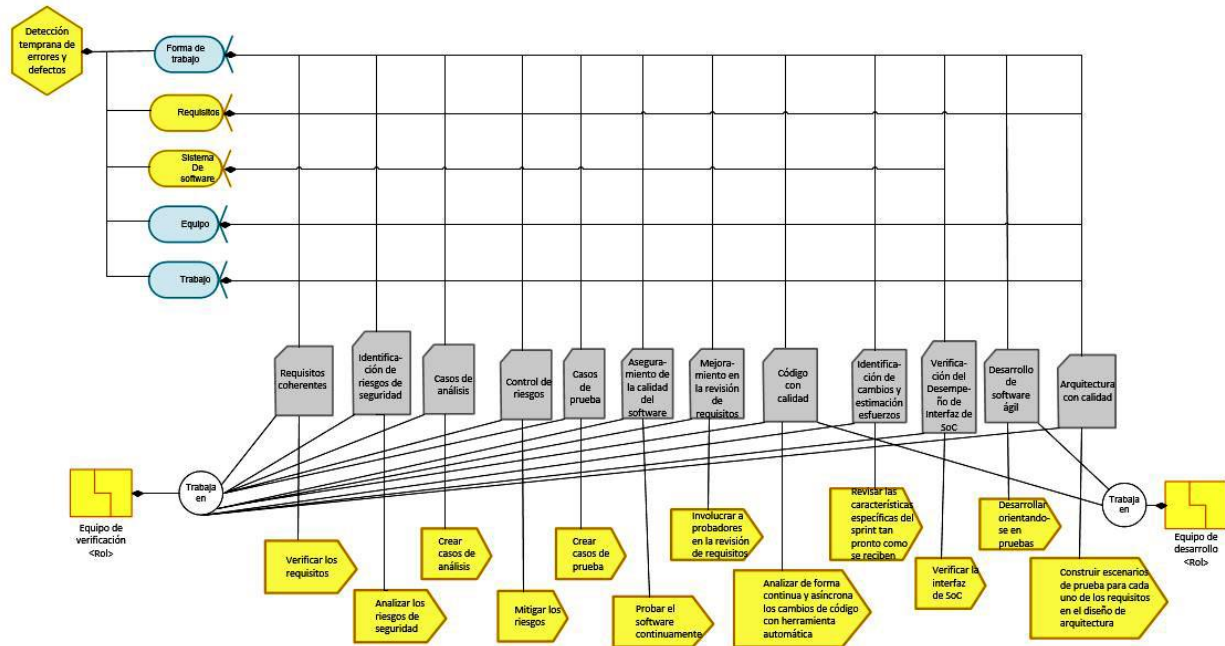 Detección
temprana de
errores y
defectos
Forma de
trabajo
Requisitos
Sistema
De
software
Equipo
Trabajo
Requisitos
coherentes
Identifica-
ción de
riesgos de
seguridad
Casos de
análisis
Control de
riesgos
Casos
de
prueba
Asegura-
miento de
la calidad
del
software
Mejora-
miento en
la revisión
de
requisitos
Código
con
calidad
Identificación
de cambios y
estimación
esfuerzos
Verificación
del
Desempe-
ño de
Interfaz de
SoC
Desarrollo
de
software
ágil
Arquitectura
con calidad
Trabaja
en
Equipo de
verificación
<Rol>
Trabaja
en
Equipo de
desarrollo
<Rol>
Verificar los
requisitos
Analizar los
riesgos de
seguridad
Crear
casos de
análisis
Mitigar los
riesgos
Crear
casos de
prueba
Probar el
software
continuamente
Involucrar a
probadores
en la revisión
de requisitos
Analizar de forma
continua y asíncrona
los cambios de código
con herramienta
automática
Revisar las
características
específicas del
sprint tan
pronto como
se reciben
Verificar la
interfaz
de SoC
Desarrollar
orientando-
se en
pruebas
Construir escenarios
de prueba para cada
uno de los requisitos
en el diseño de
arquitectura